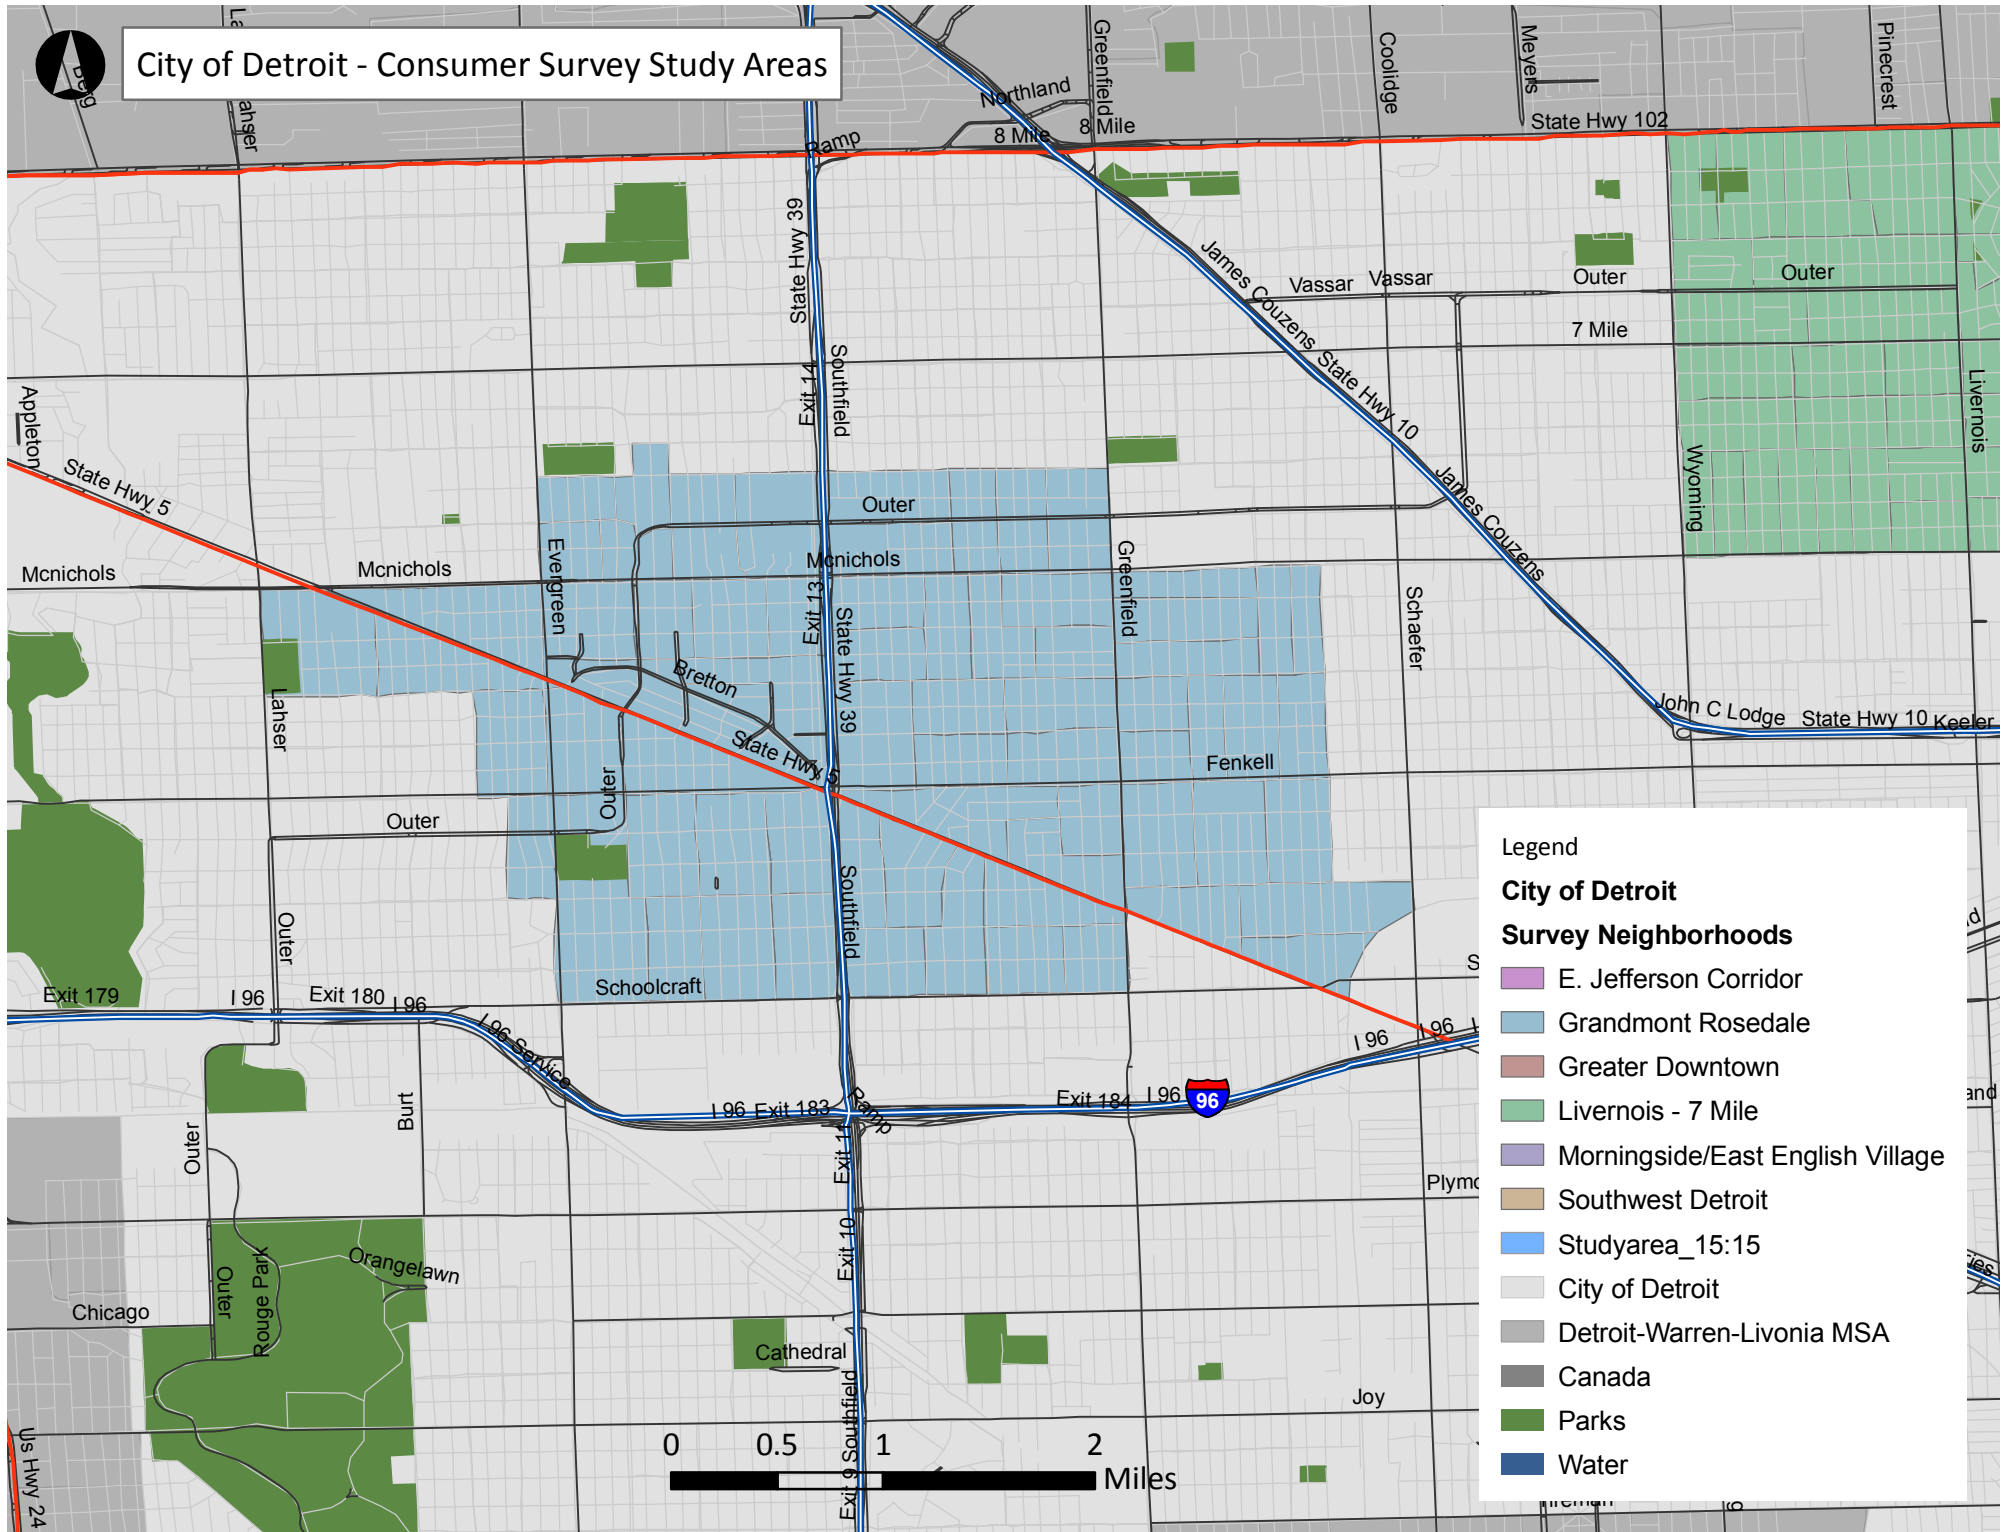 City of Detroit - Consumer Survey Study Areas
Lahser
Greenfield
Coolidge
Meyers
Pinecrest
Northland
8 Mile
8 Mile
State Hwy 102
Ramp
State Hwy 39
James Couzens
Vassar
Vassar
Outer
Outer
7 Mile
Appleton
State Hwy 5
Exit 14
Southfield
State Hwy 10
Livernois
Wyoming
James Couzens
Outer
Mcnichols
Mcnichols
Mcnichols
Evergreen
Exit 13
State Hwy 39
Greenfield
Schaefer
Bretton
Lahser
State Hwy 5
John C Lodge
State Hwy 10
Keeler
Fenkell
Outer
Outer
Outer
Southfield
Schoolcraft
Exit 179
I 96
Exit 180
I 96
I 96 Service
I 96
I 96
I 96
Exit 183
Exit 184
I 96
96
Ramp
Burt
Outer
Exit 11
Exit 10
Orangelawn
Rouge Park
Outer
Chicago
Cathedral
Joy
Us Hwy 24
Exit 9
Southfield
0 0.5 1 2
Miles
Legend
City of Detroit
Survey Neighborhoods
E. Jefferson Corridor
Grandmont Rosedale
Greater Downtown
Livernois - 7 Mile
Morningside/East English Village
Southwest Detroit
Studyarea_15:15
City of Detroit
Detroit-Warren-Livonia MSA
Canada
Parks
Water